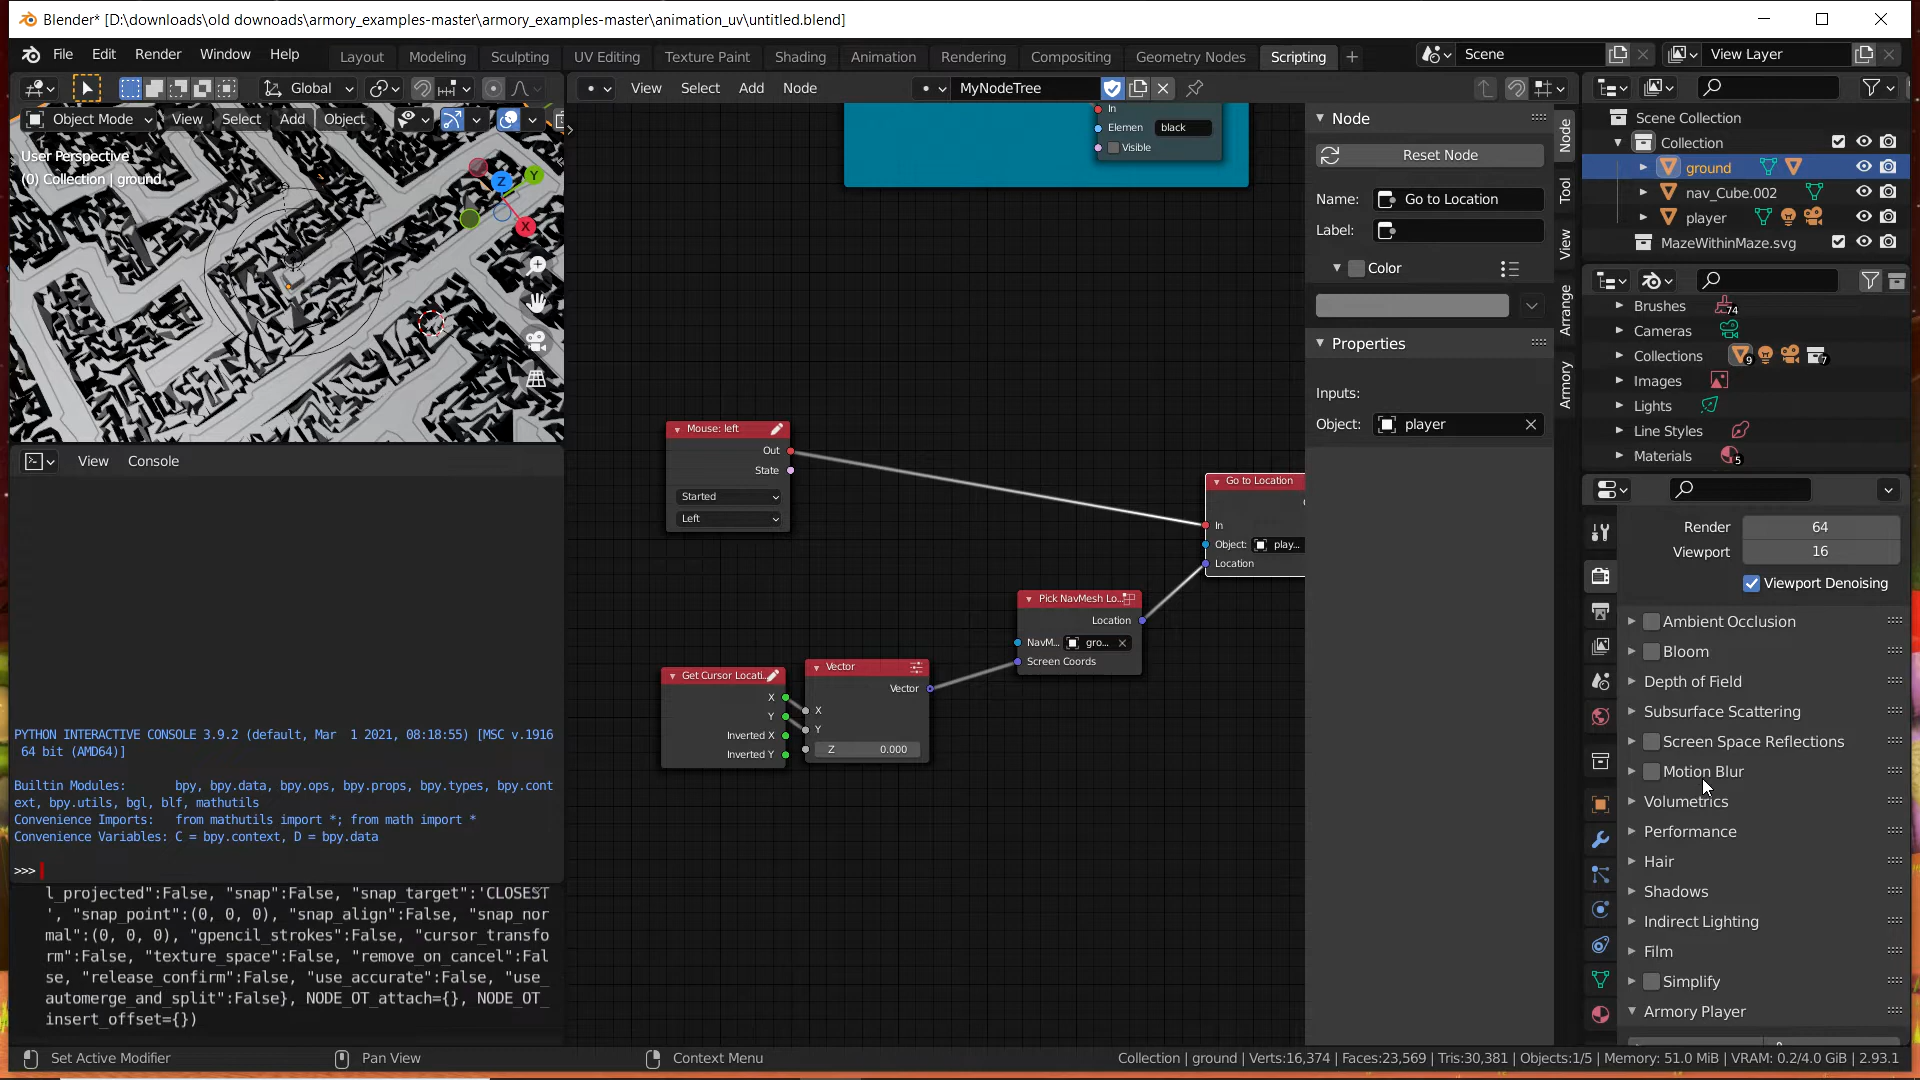 Blender* [D:\downloads\old downoads\armory_examples-master\armory_examples-master\animation_uv\untitled.blend]
File Edit Render Window Help
Layout Modeling Sculpting UV Editing Texture Paint Shading Animation Rendering Compositing Geometry Nodes Scripting
Scene
View Layer
Global
View Select Add Node
MyNodeTree
Object Mode View Select Add Object
User Perspective
(0) Collection | ground
Z
Y
X
View Console
PYTHON INTERACTIVE CONSOLE 3.9.2 (default, Mar  1 2021, 08:18:55) [MSC v.1916
64 bit (AMD64)]
Builtin Modules:       bpy, bpy.data, bpy.ops, bpy.props, bpy.types, bpy.cont
ext, bpy.utils, bgl, blf, mathutils
Convenience Imports:   from mathutils import *; from math import *
Convenience Variables: C = bpy.context, D = bpy.data
>>>
l_projected":False, "snap":False, "snap_target":'CLOSEST
', "snap_point":(0, 0, 0), "snap_align":False, "snap_nor
mal":(0, 0, 0), "gpencil_strokes":False, "cursor_transfo
rm":False, "texture_space":False, "remove_on_cancel":Fal
se, "release_confirm":False, "use_accurate":False, "use_
automerge_and_split":False}, NODE_OT_attach={}, NODE_OT_
insert_offset={})
In
Elemen black
Visible
Mouse: left
Out
State
Started
Left
Get Cursor Locati..
X
Y
Inverted X
Inverted Y
Vector
Vector
X
Y
Z 0.000
Pick NavMesh Lo..
Location
NavM... gro...
Screen Coords
Go to Location
In
Object: play...
Location
Node
Reset Node
Name: Go to Location
Label:
Color
Properties
Inputs:
Object: player
Node
Tool
View
Arrange
Armory
Scene Collection
Collection
ground
nav_Cube.002
player
MazeWithinMaze.svg
Brushes 74
Cameras
Collections 9 7
Images
Lights
Line Styles
Materials 5
Render 64
Viewport 16
Viewport Denoising
Ambient Occlusion
Bloom
Depth of Field
Subsurface Scattering
Screen Space Reflections
Motion Blur
Volumetrics
Performance
Hair
Shadows
Indirect Lighting
Film
Simplify
Armory Player
Set Active Modifier
Pan View
Context Menu
Collection | ground | Verts:16,374 | Faces:23,569 | Tris:30,381 | Objects:1/5 | Memory: 51.0 MiB | VRAM: 0.2/4.0 GiB | 2.93.1